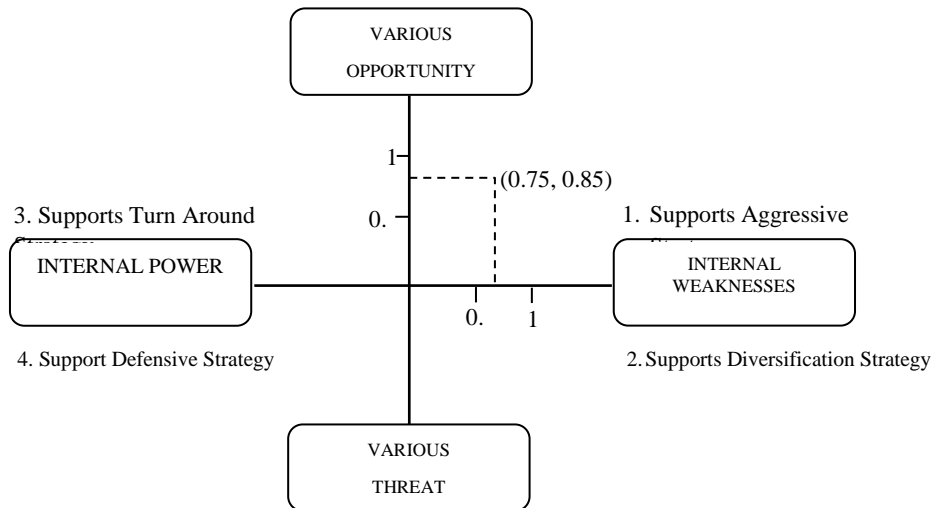 VARIOUS
OPPORTUNITY
1
(0.75, 0.85)
0.
3. Supports Turn Around
1. Supports Aggressive
INTERNAL POWER
INTERNAL
WEAKNESSES
0.
1
4. Support Defensive Strategy
2. Supports Diversification Strategy
VARIOUS
THREAT